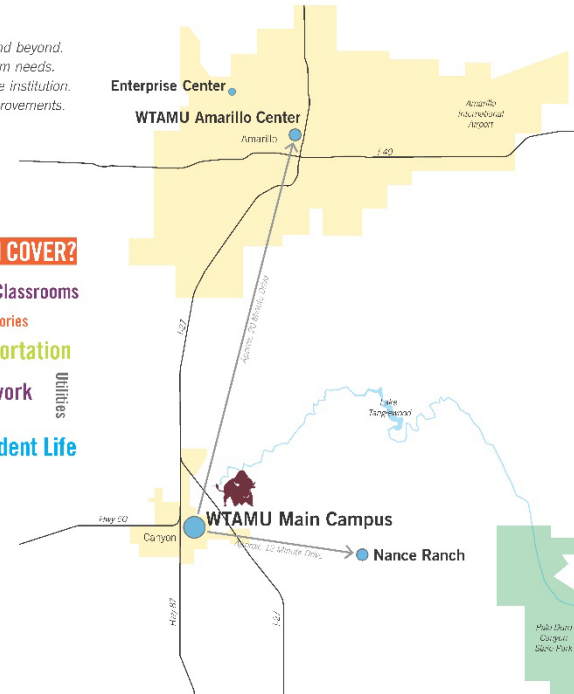 nd beyond.
m needs.
e institution.
rovements.
Enterprise Center
WTAMU Amarillo Center
Amarillo
Amarillo
International
Airport
I-40
COVER?
Classrooms
ories
ortation
work
Utilities
dent Life
I-27
Approx. 20 Minute Drive
Lake
Tanglewood
Hwy 60
Canyon
WTAMU Main Campus
Approx. 12 Minute Drive
Nance Ranch
Hwy 87
I-27
Palo Duro
Canyon
State Park